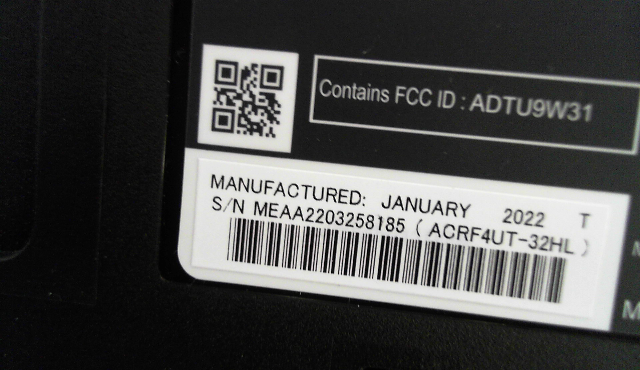 Contains FCC ID : ADTU9W31
MANUFACTURED: JANUARY 2022 T
S/N MEAA2203258185 ( ACRF4UT-32HL )